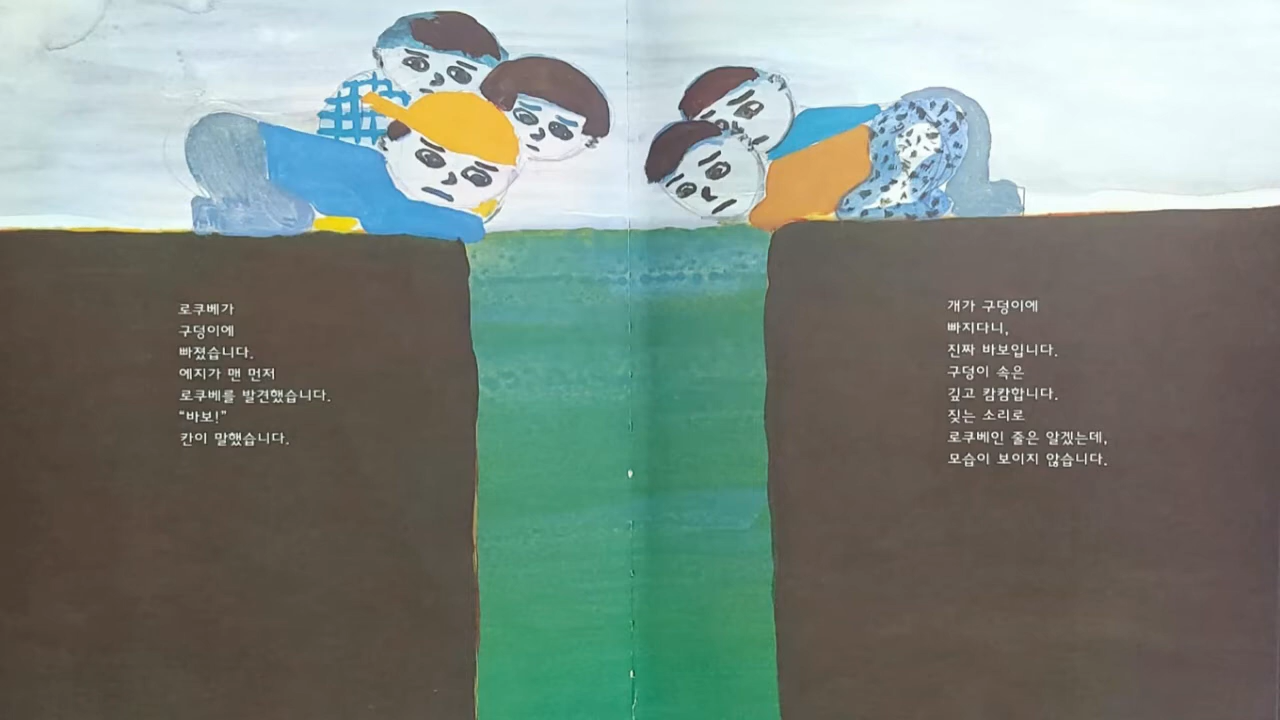 로쿠베가
구덩이에
빠졌습니다.
에지가 맨 먼저
로쿠베를 발견했습니다.
“바보!”
칸이 말했습니다.
개가 구덩이에
빠지다니,
진짜 바보입니다.
구덩이 속은
깊고 캄캄합니다.
짖는 소리로
로쿠베인 줄은 알겠는데,
모습이 보이지 않습니다.